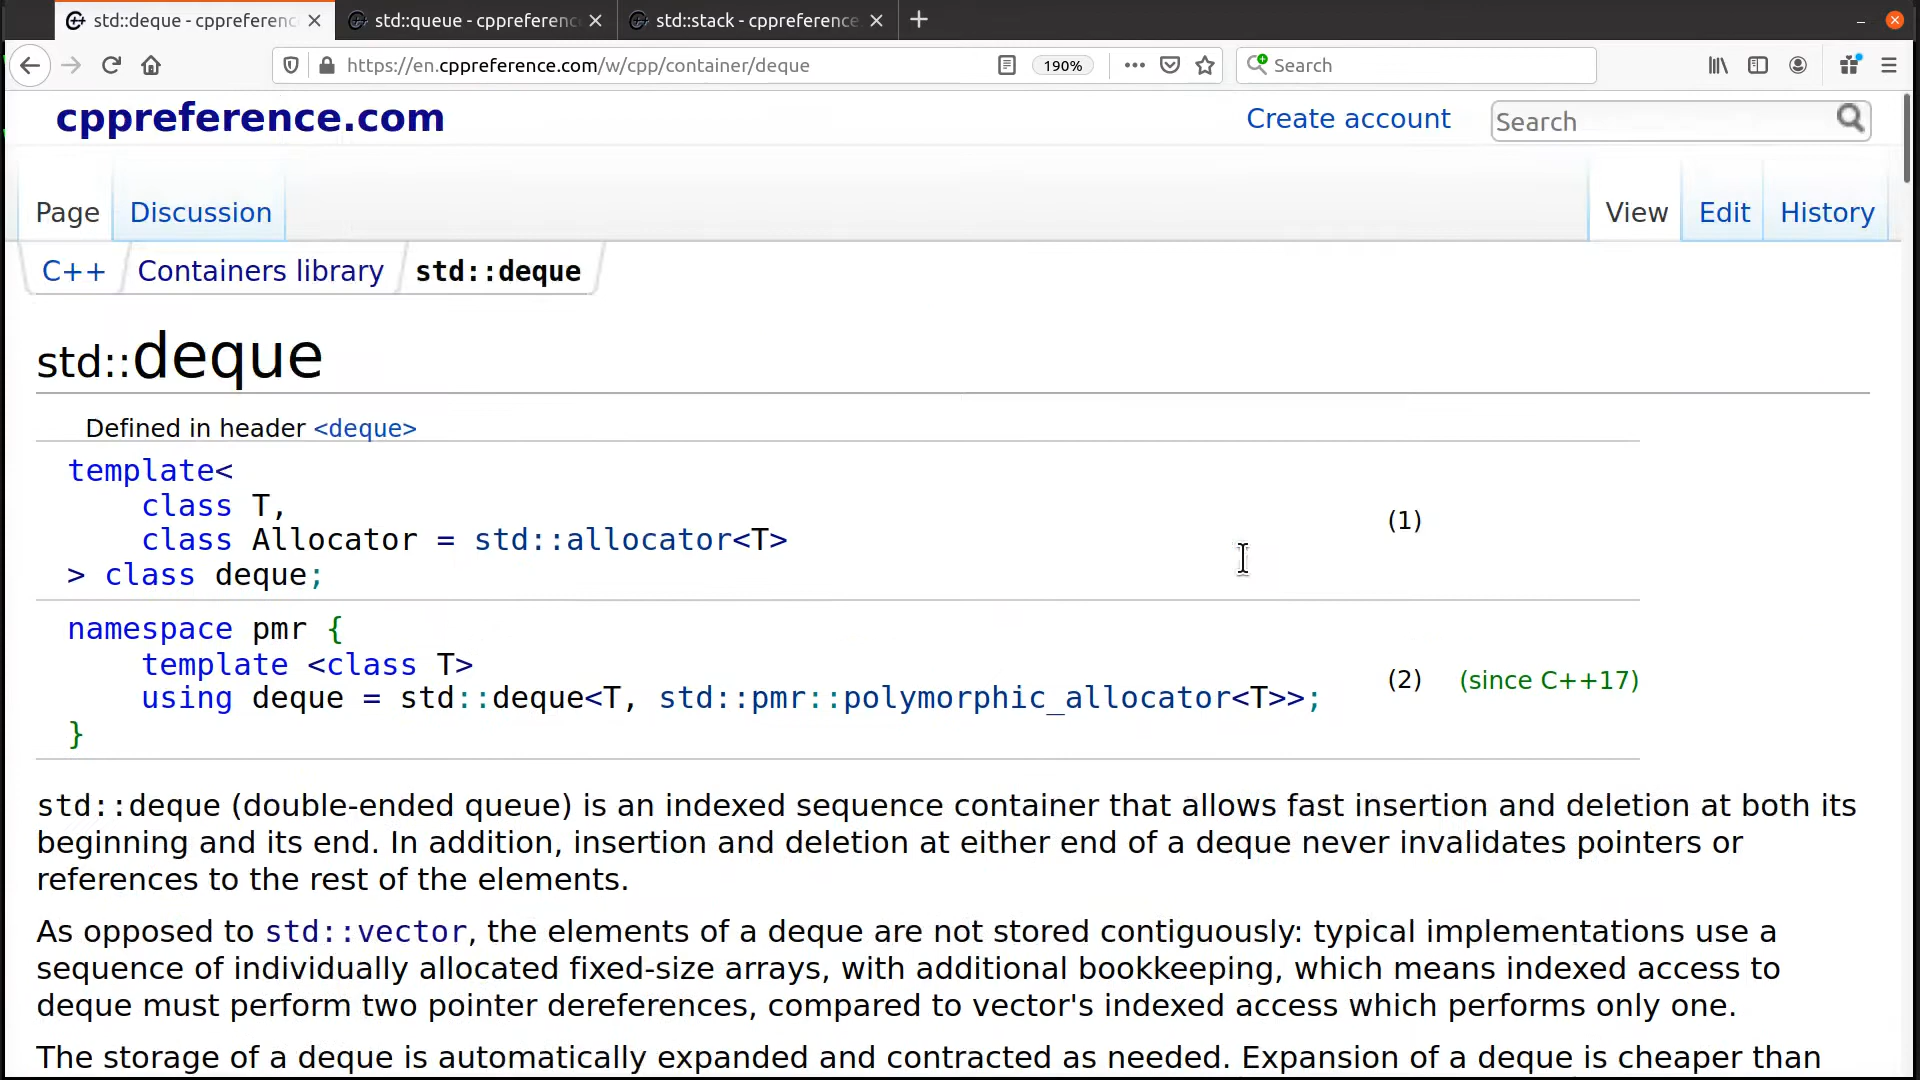 std::deque - cppreferenc
std::queue - cppreferenc
std::stack - cppreference
https://en.cppreference.com/w/cpp/container/deque
190%
Search
cppreference.com
Create account
Search
Page
Discussion
View
Edit
History
C++
Containers library
std::deque
std::deque
Defined in header <deque>
template<
    class T,
    class Allocator = std::allocator<T>
> class deque;
(1)
namespace pmr {
    template <class T>
    using deque = std::deque<T, std::pmr::polymorphic_allocator<T>>;
}
(2) (since C++17)
std::deque (double-ended queue) is an indexed sequence container that allows fast insertion and deletion at both its
beginning and its end. In addition, insertion and deletion at either end of a deque never invalidates pointers or
references to the rest of the elements.
As opposed to std::vector, the elements of a deque are not stored contiguously: typical implementations use a
sequence of individually allocated fixed-size arrays, with additional bookkeeping, which means indexed access to
deque must perform two pointer dereferences, compared to vector's indexed access which performs only one.
The storage of a deque is automatically expanded and contracted as needed. Expansion of a deque is cheaper than